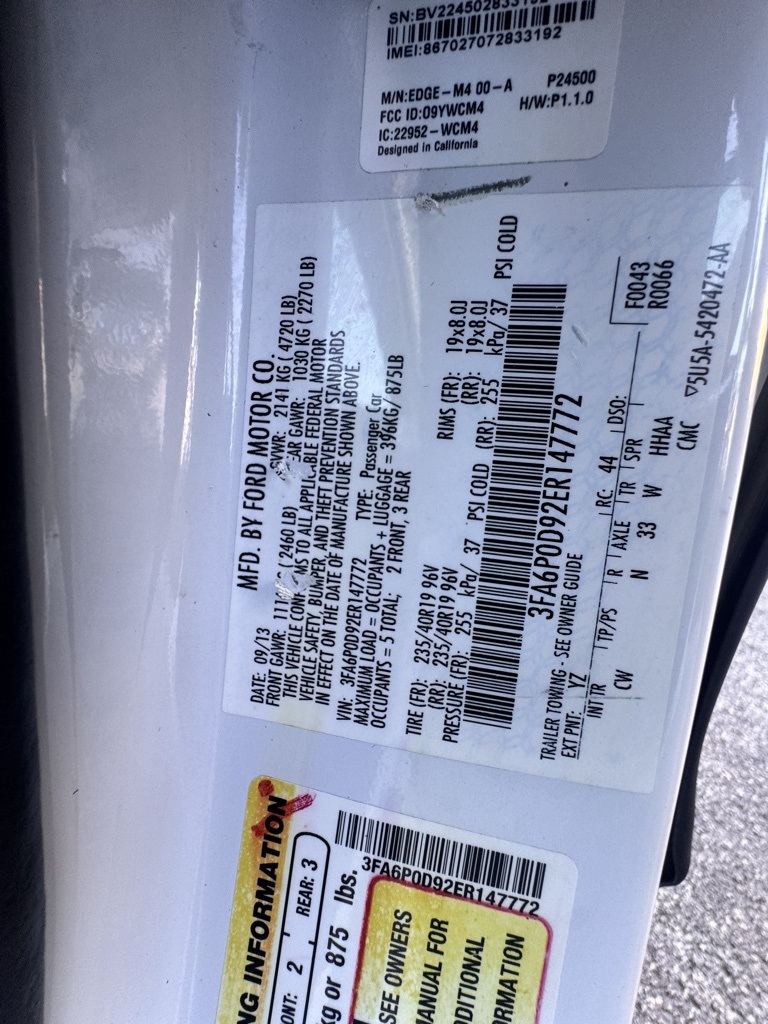 SN:BV224502833192
IMEI:867027072833192
M/N:EDGE-M4 00-A P24500
FCC ID:O9YWCM4 H/W:P1.1.0
IC:22952-WCM4
Designed in California
MFD. BY FORD MOTOR CO.
DATE: 09/13 GVWR: 2141 KG ( 4720 LB)
FRONT GAWR: ( 2460 LB) REAR GAWR: 1030 KG ( 2270 LB)
THIS VEHICLE CONFORMS TO ALL APPLICABLE FEDERAL MOTOR
VEHICLE SAFETY, BUMPER, AND THEFT PREVENTION STANDARDS
IN EFFECT ON THE DATE OF MANUFACTURE SHOWN ABOVE.
VIN: 3FA6P0D92ER147772 TYPE: Passenger Car
MAXIMUM LOAD = OCCUPANTS + LUGGAGE = 396KG/ 875LB
OCCUPANTS = 5 TOTAL; 2 FRONT, 3 REAR
TIRE (FR): 235/40R19 96V RIMS (FR): 19x8.0J
(RR): 235/40R19 96V (RR): 19x8.0J
PRESSURE (FR): 255 kPa/ 37 PSI COLD (RR): 255 kPa/ 37 PSI COLD
3FA6P0D92ER147772
TRAILER TOWING - SEE OWNER GUIDE
EXT PNT: YZ RC: 44 DSO: F0043
INT TR TP/PS R AXLE TR SPR R0066
CW N 33 W HHAA
CMC ▽5U5A-5420472-AA
NG INFORMATION
ONT: 2 REAR: 3
kg or 875 lbs.
3FA6P0D92ER147772
SEE OWNERS
MANUAL FOR
DDITIONAL
ORMATION